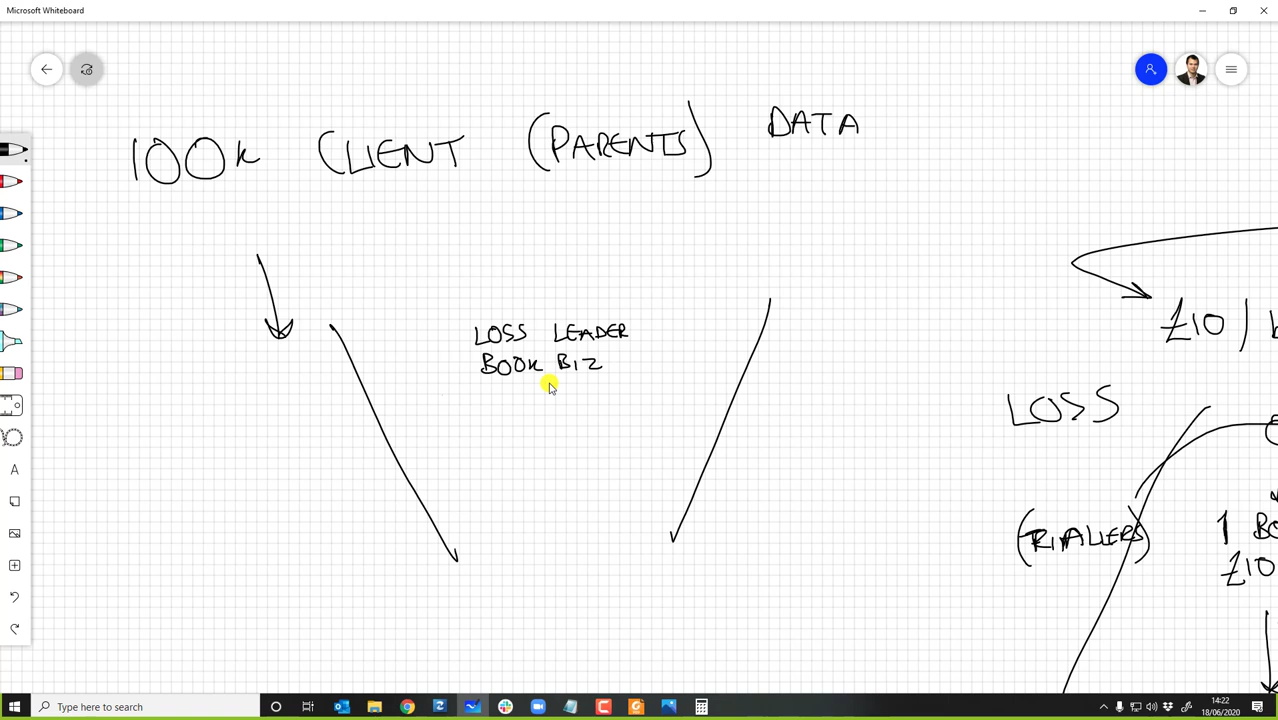 Microsoft Whiteboard
100K CLIENT (PARENTS) DATA
LOSS LEADER
BOOK BIZ
£10 |
LOSS
(TRIALLERS)
1 BO
£10
A
Type here to search
14:22
18/06/2020